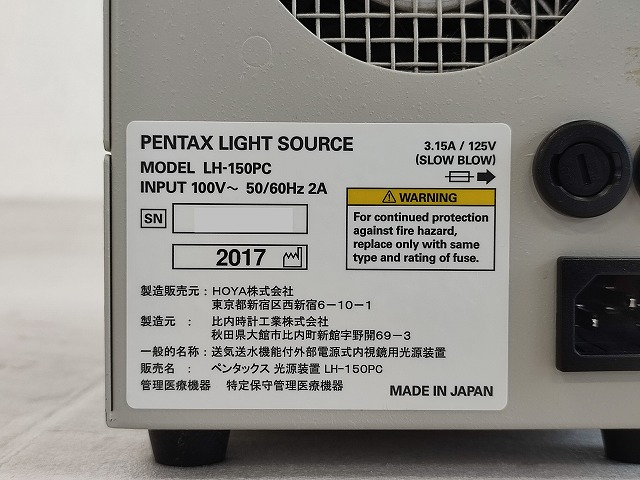 PENTAX LIGHT SOURCE
MODEL LH-150PC
INPUT 100V～ 50/60Hz 2A
SN
2017
3.15A / 125V
(SLOW BLOW)
WARNING
For continued protection
against fire hazard,
replace only with same
type and rating of fuse.
製造販売元：HOYA株式会社
東京都新宿区西新宿6－10－1
製造元　：　比内時計工業株式会社
秋田県大館市比内町新館字野開69－3
一般的名称：送気送水機能付外部電源式内視鏡用光源装置
販売名　：　ペンタックス 光源装置 LH-150PC
管理医療機器　特定保守管理医療機器
MADE IN JAPAN